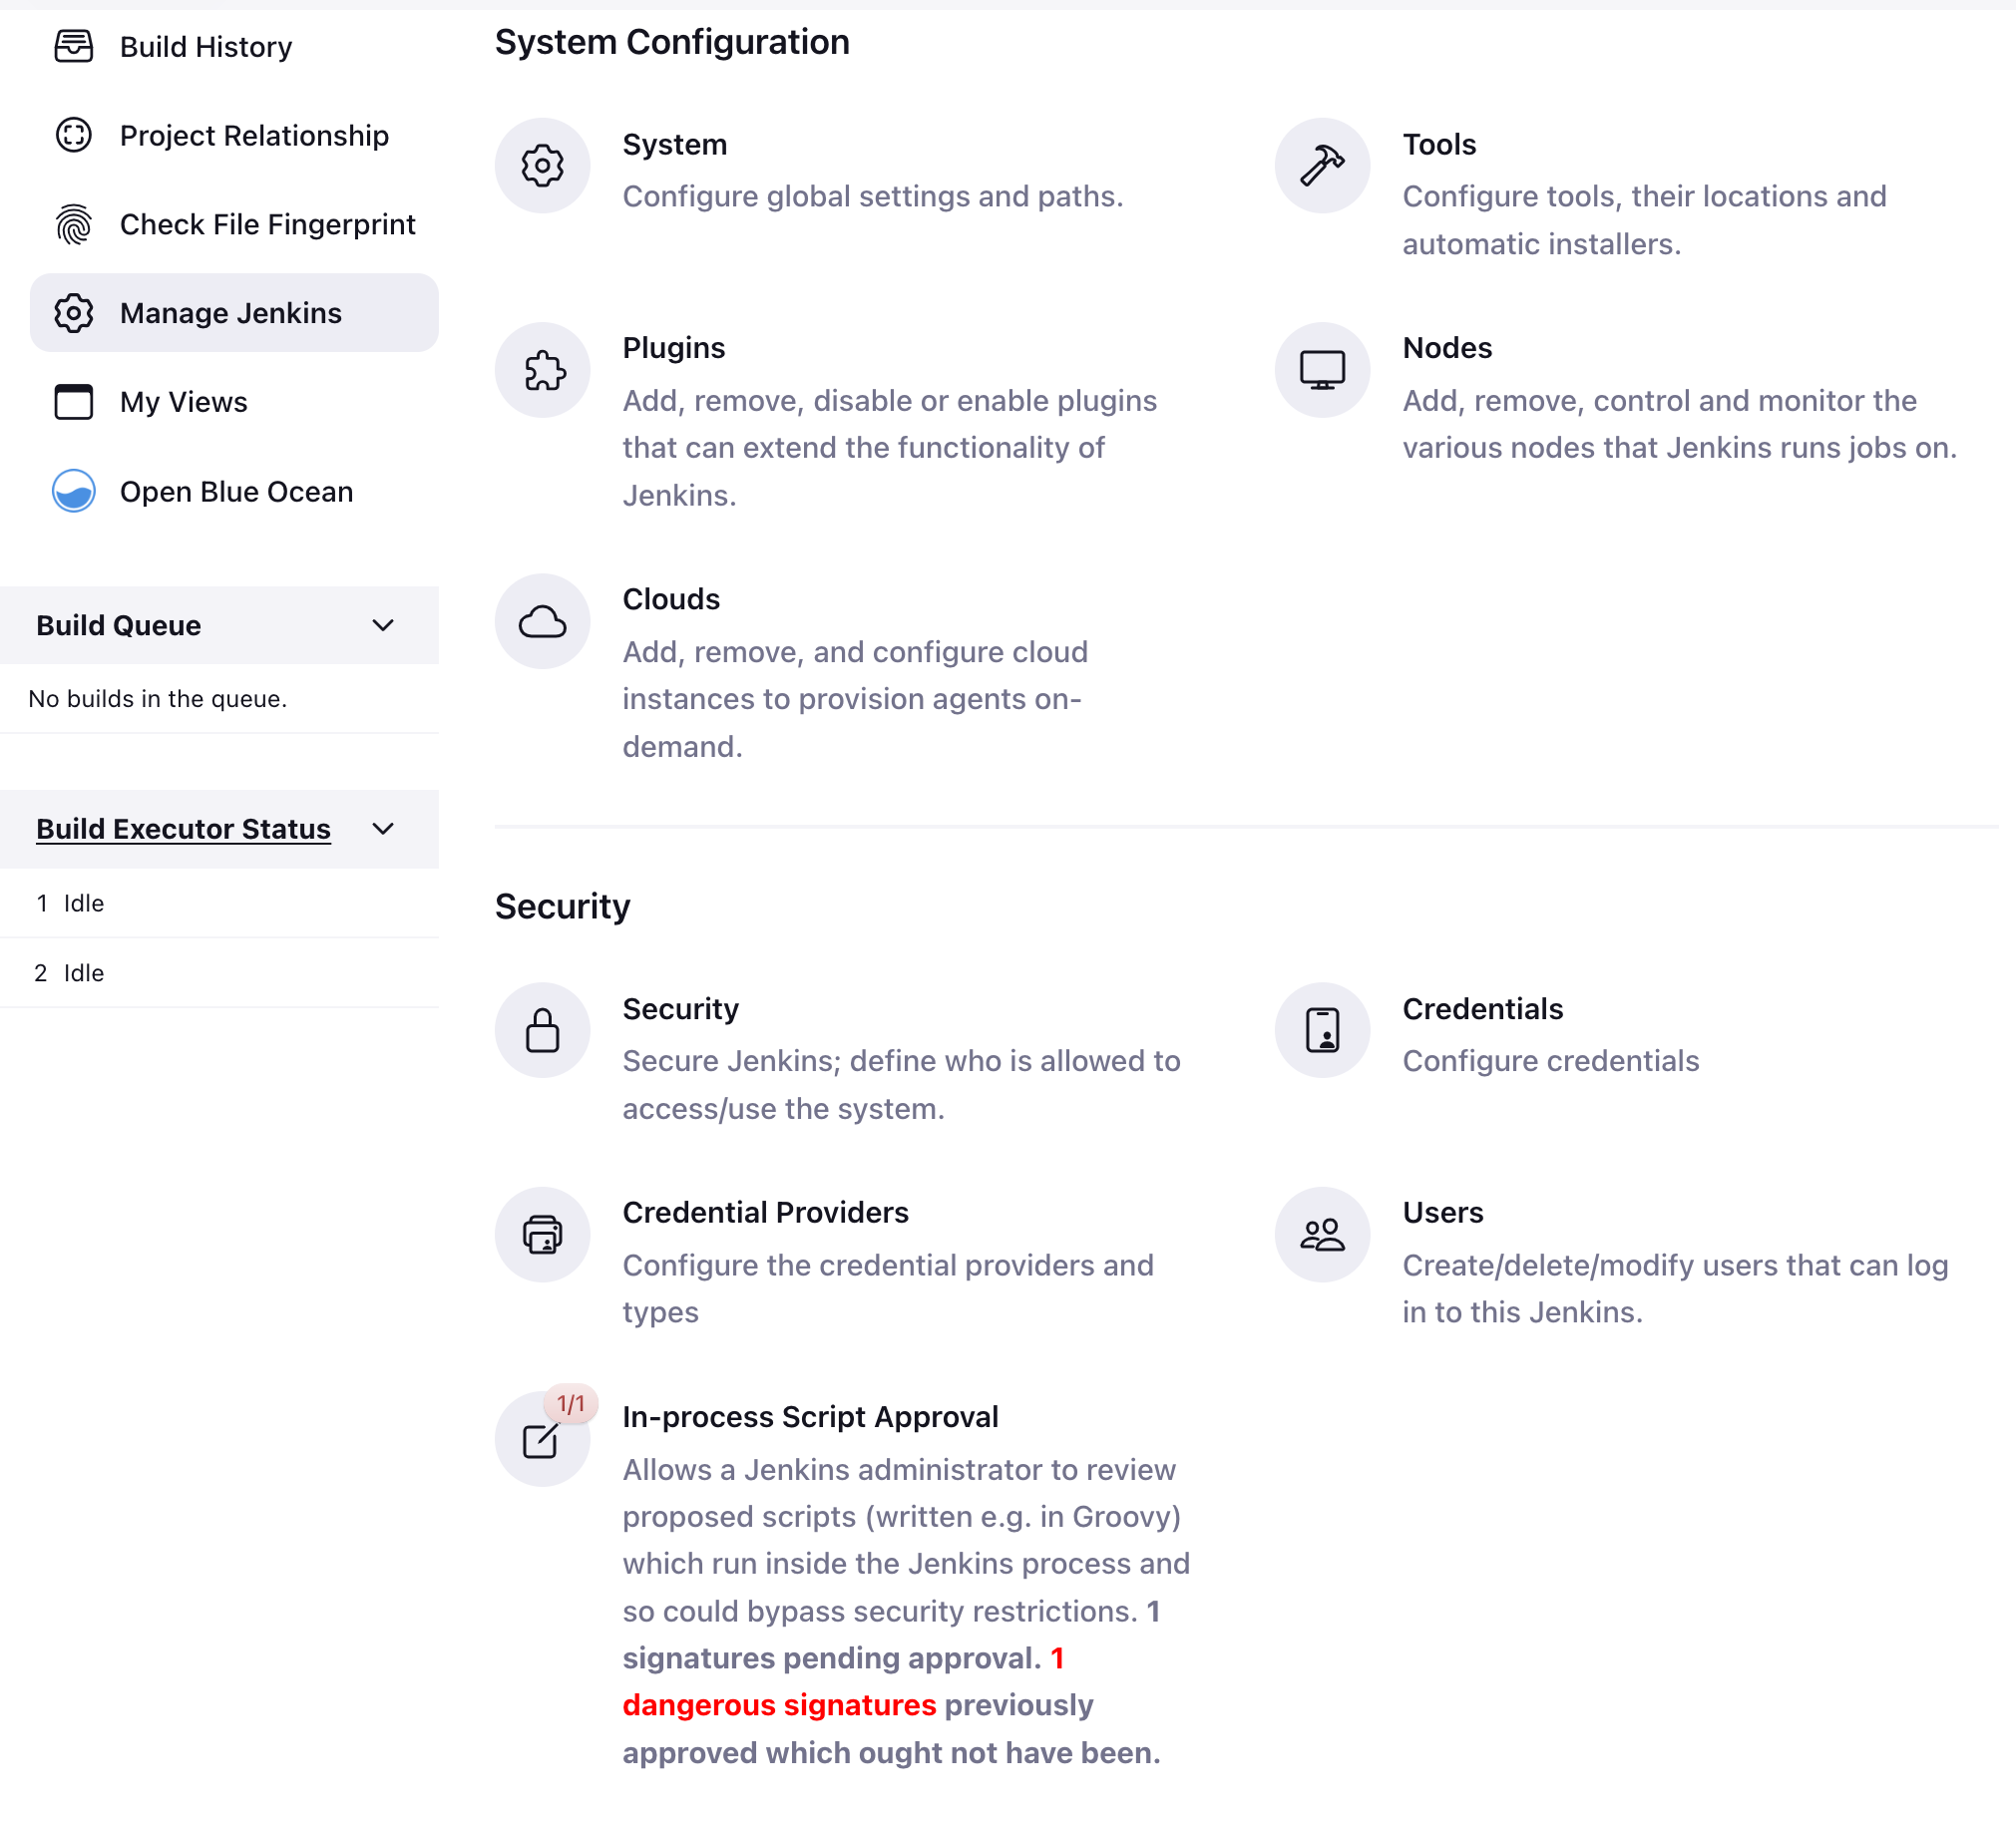 Build History
Project Relationship
Check File Fingerprint
Manage Jenkins
My Views
Open Blue Ocean
Build Queue
No builds in the queue.
Build Executor Status
1 Idle
2 Idle
System Configuration
System
Configure global settings and paths.
Tools
Configure tools, their locations and
automatic installers.
Plugins
Add, remove, disable or enable plugins
that can extend the functionality of
Jenkins.
Nodes
Add, remove, control and monitor the
various nodes that Jenkins runs jobs on.
Clouds
Add, remove, and configure cloud
instances to provision agents on-
demand.
Security
Security
Secure Jenkins; define who is allowed to
access/use the system.
Credentials
Configure credentials
Credential Providers
Configure the credential providers and
types
Users
Create/delete/modify users that can log
in to this Jenkins.
1/1
In-process Script Approval
Allows a Jenkins administrator to review
proposed scripts (written e.g. in Groovy)
which run inside the Jenkins process and
so could bypass security restrictions. 1
signatures pending approval. 1
dangerous signatures previously
approved which ought not have been.